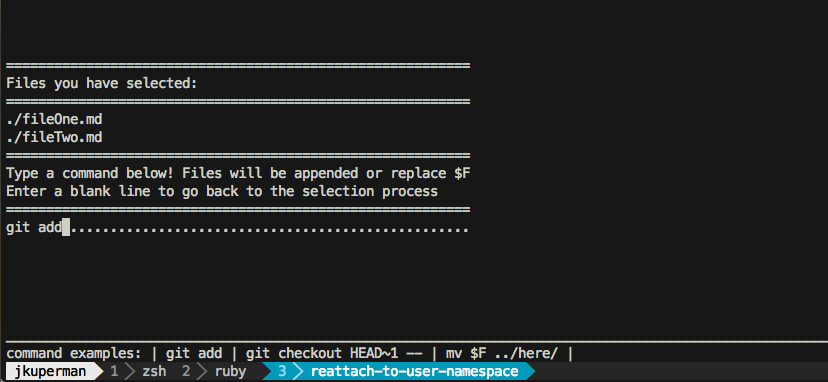 ==========================================================
Files you have selected:
==========================================================
./fileOne.md
./fileTwo.md
==========================================================
Type a command below! Files will be appended or replace $F
Enter a blank line to go back to the selection process
==========================================================
git add...................................................
command examples: | git add | git checkout HEAD~1 -- | mv $F ../here/ |
jkuperman 1 zsh 2 ruby 3 reattach-to-user-namespace